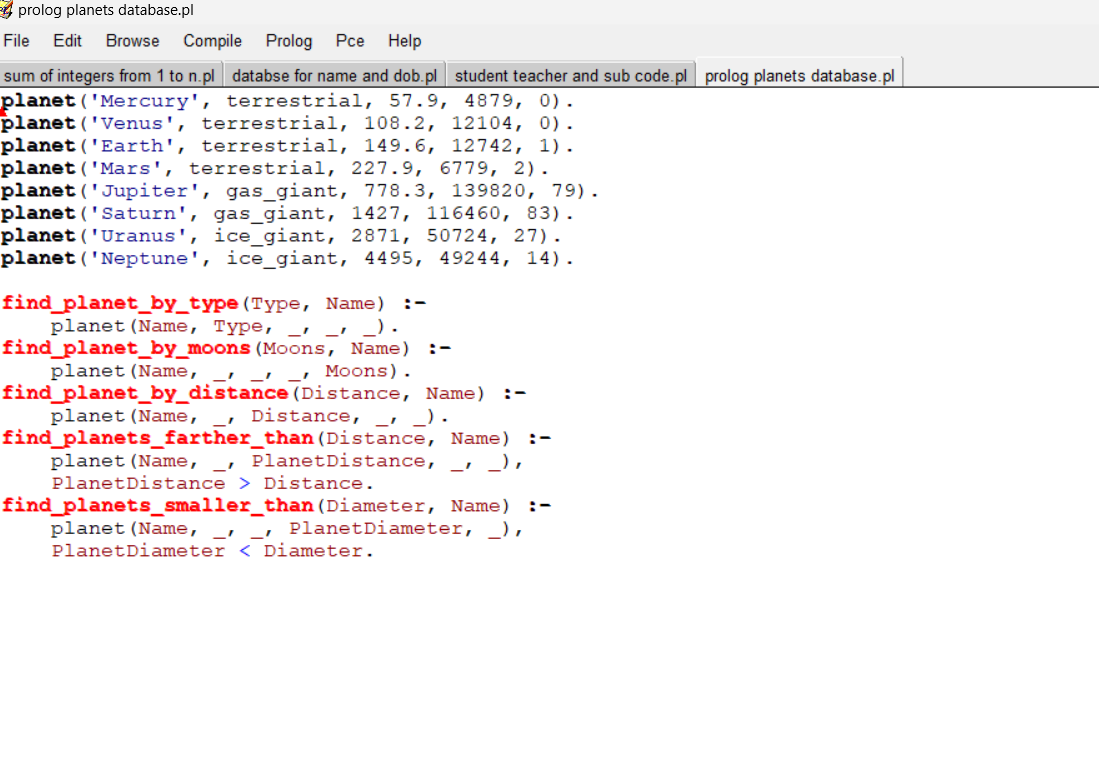 prolog planets database.pl
File Edit Browse Compile Prolog Pce Help
sum of integers from 1 to n.pl databse for name and dob.pl student teacher and sub code.pl prolog planets database.pl
planet('Mercury', terrestrial, 57.9, 4879, 0).
planet('Venus', terrestrial, 108.2, 12104, 0).
planet('Earth', terrestrial, 149.6, 12742, 1).
planet('Mars', terrestrial, 227.9, 6779, 2).
planet('Jupiter', gas_giant, 778.3, 139820, 79).
planet('Saturn', gas_giant, 1427, 116460, 83).
planet('Uranus', ice_giant, 2871, 50724, 27).
planet('Neptune', ice_giant, 4495, 49244, 14).

find_planet_by_type(Type, Name) :-
    planet(Name, Type, _, _, _).
find_planet_by_moons(Moons, Name) :-
    planet(Name, _, _, _, Moons).
find_planet_by_distance(Distance, Name) :-
    planet(Name, _, Distance, _, _).
find_planets_farther_than(Distance, Name) :-
    planet(Name, _, PlanetDistance, _, _),
    PlanetDistance > Distance.
find_planets_smaller_than(Diameter, Name) :-
    planet(Name, _, _, PlanetDiameter, _),
    PlanetDiameter < Diameter.